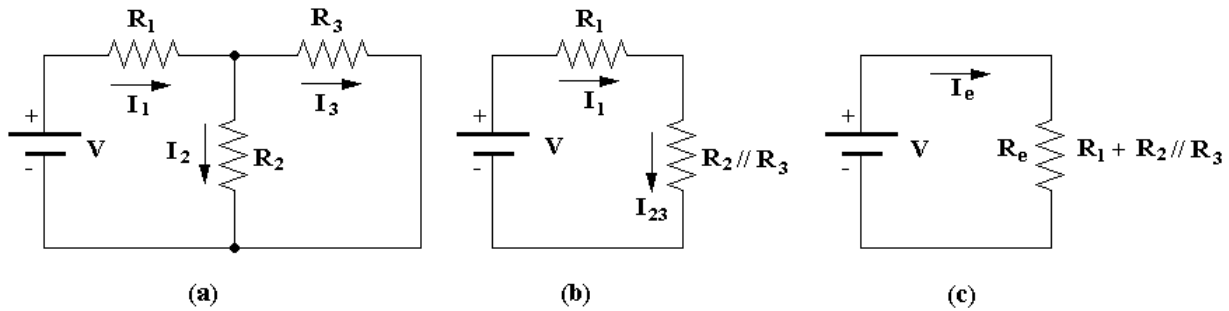 R₁
R₃
I₁
I₃
+
V
-
I₂
R₂
(a)
R₁
I₁
+
V
-
R₂ // R₃
I₂₃
(b)
Iₑ
+
V
-
Rₑ
R₁ + R₂ // R₃
(c)